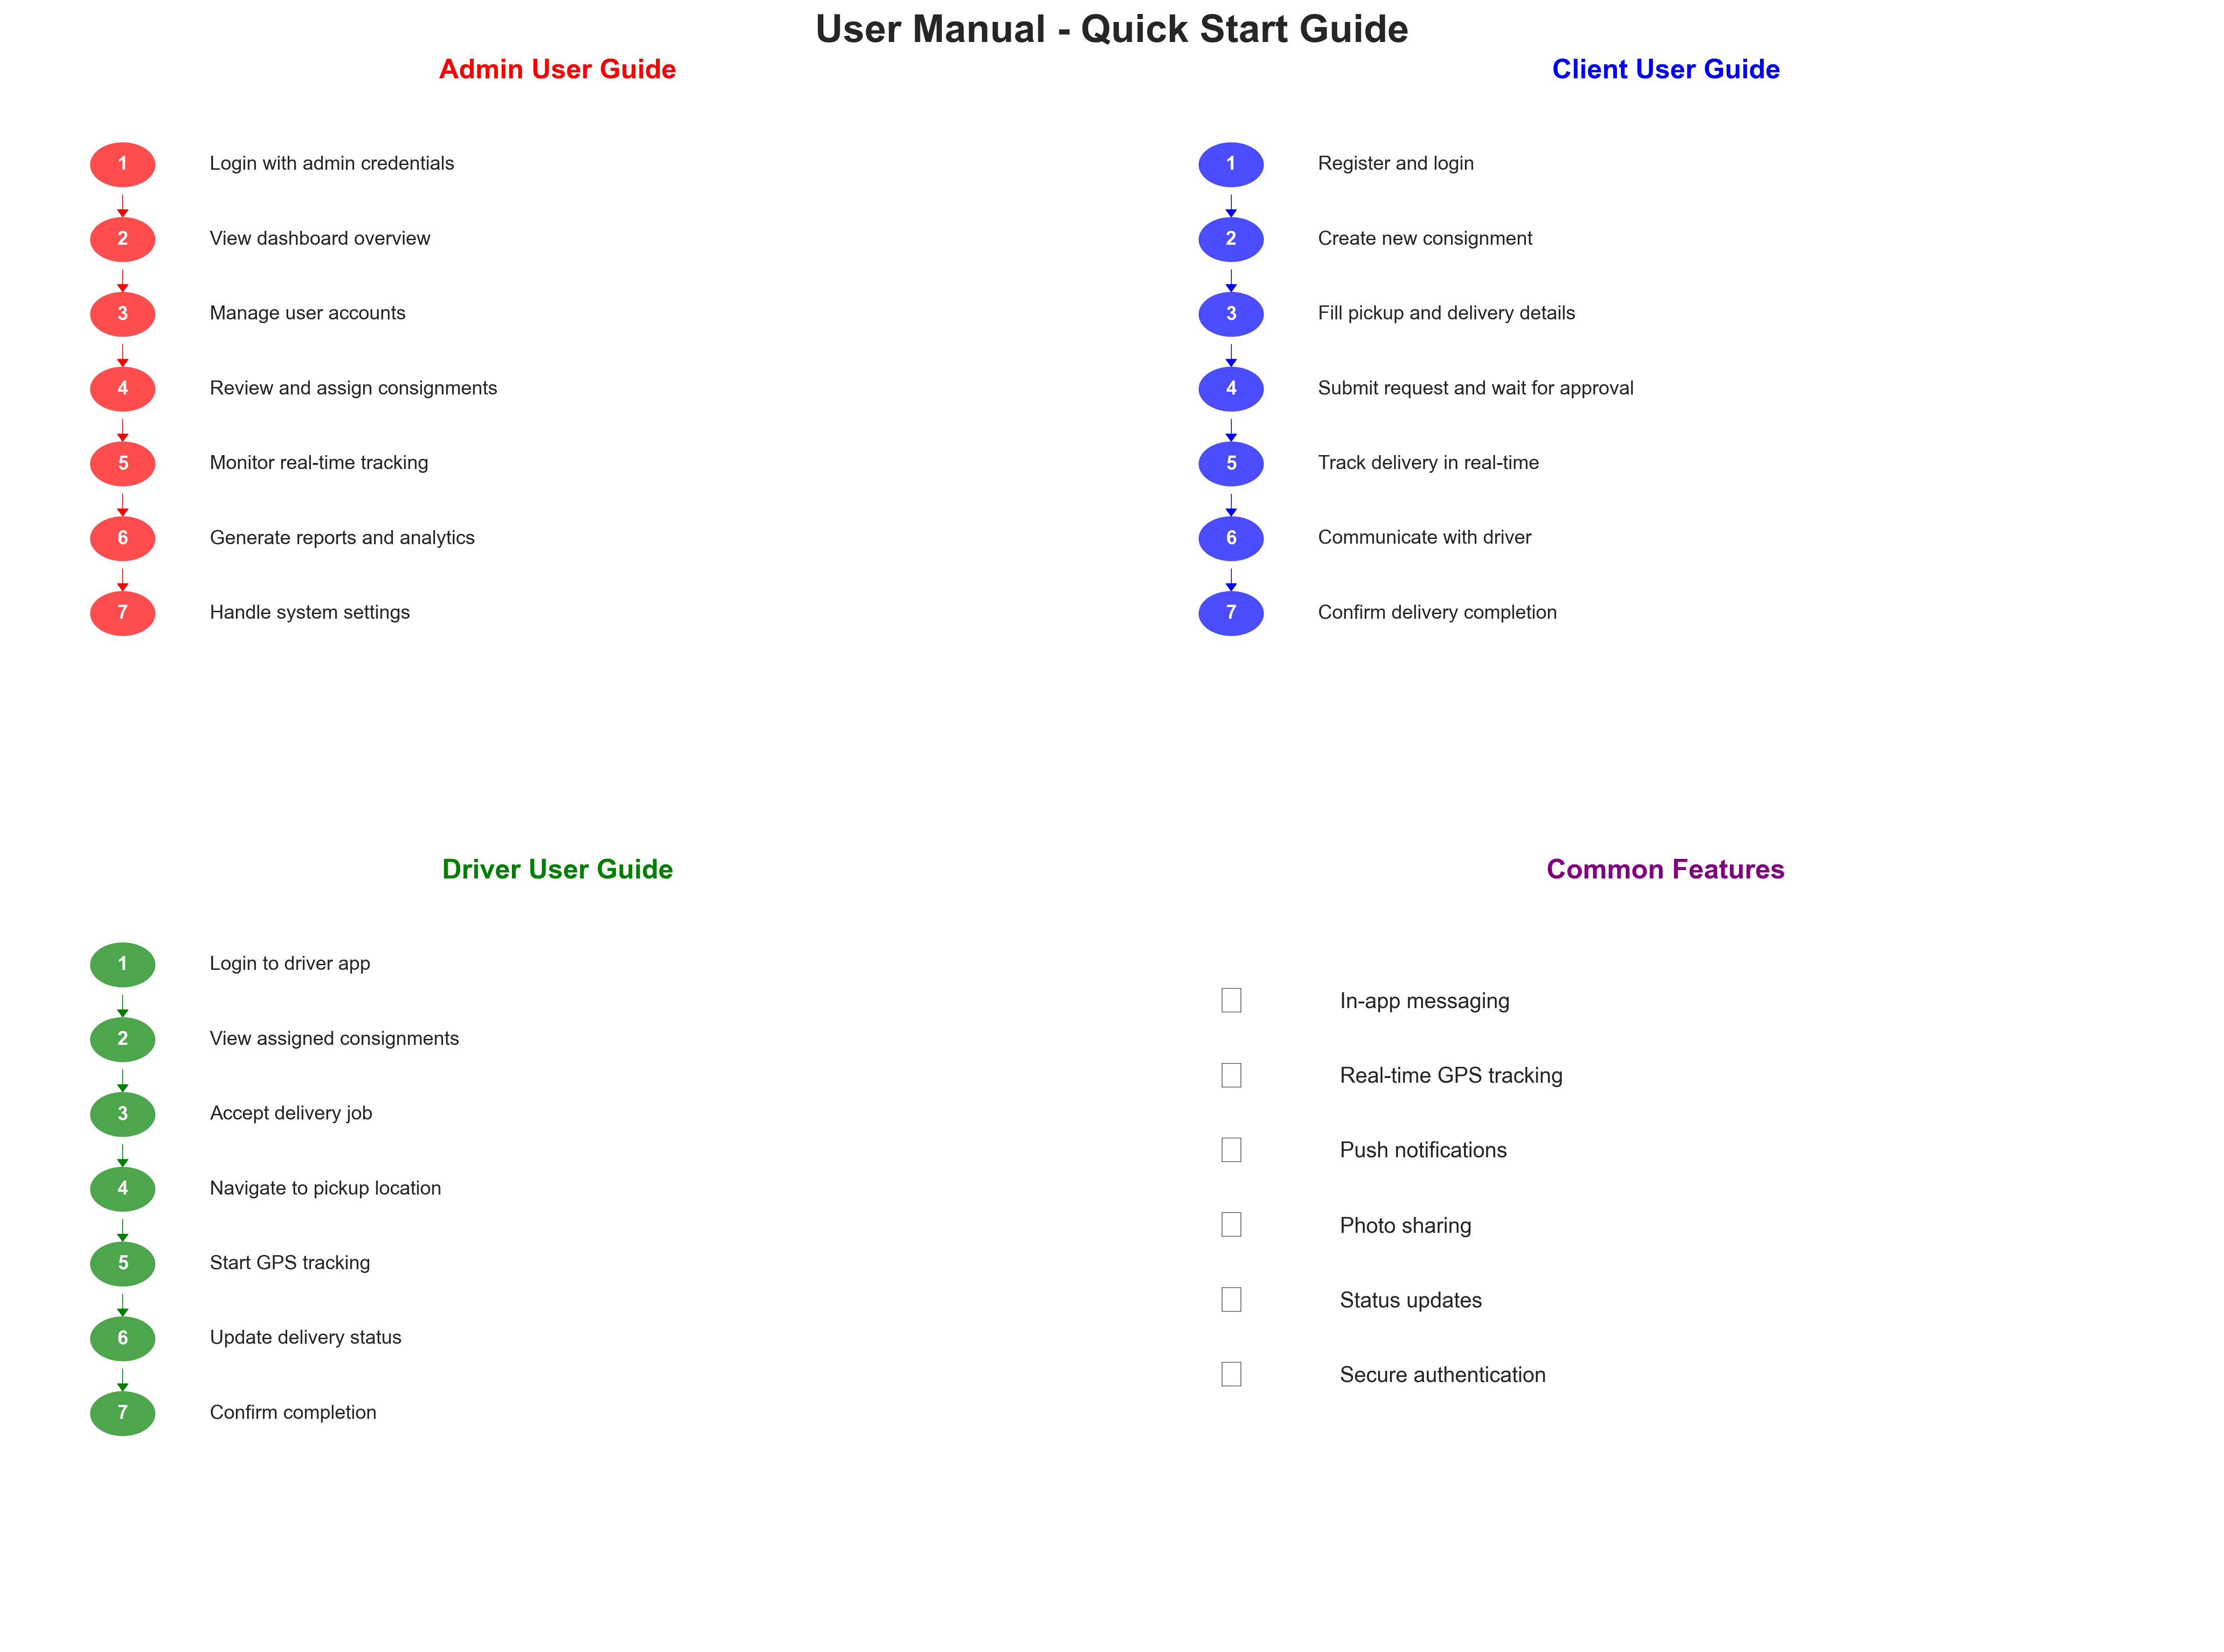 User Manual - Quick Start Guide
Admin User Guide
1 Login with admin credentials
2 View dashboard overview
3 Manage user accounts
4 Review and assign consignments
5 Monitor real-time tracking
6 Generate reports and analytics
7 Handle system settings
Client User Guide
1 Register and login
2 Create new consignment
3 Fill pickup and delivery details
4 Submit request and wait for approval
5 Track delivery in real-time
6 Communicate with driver
7 Confirm delivery completion
Driver User Guide
1 Login to driver app
2 View assigned consignments
3 Accept delivery job
4 Navigate to pickup location
5 Start GPS tracking
6 Update delivery status
7 Confirm completion
Common Features
In-app messaging
Real-time GPS tracking
Push notifications
Photo sharing
Status updates
Secure authentication